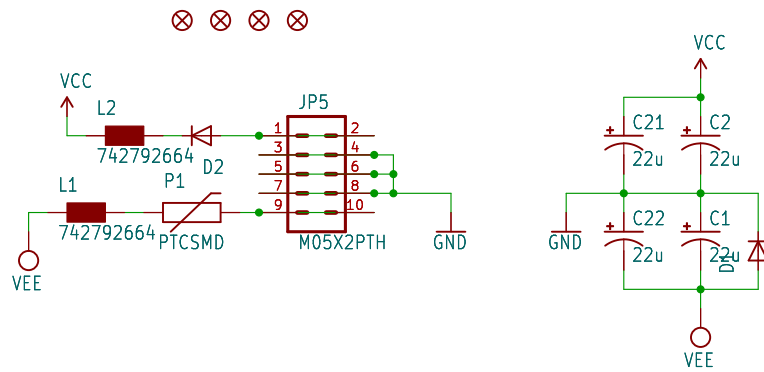 VCC
L2
742792664
D2
JP5
1 2
3 4
5 6
7 8
9 10
M05X2PTH
L1
742792664
P1
PTCSMD
VEE
GND
VCC
C21
22u
C2
22u
GND
C22
22u
C1
22u
VEE